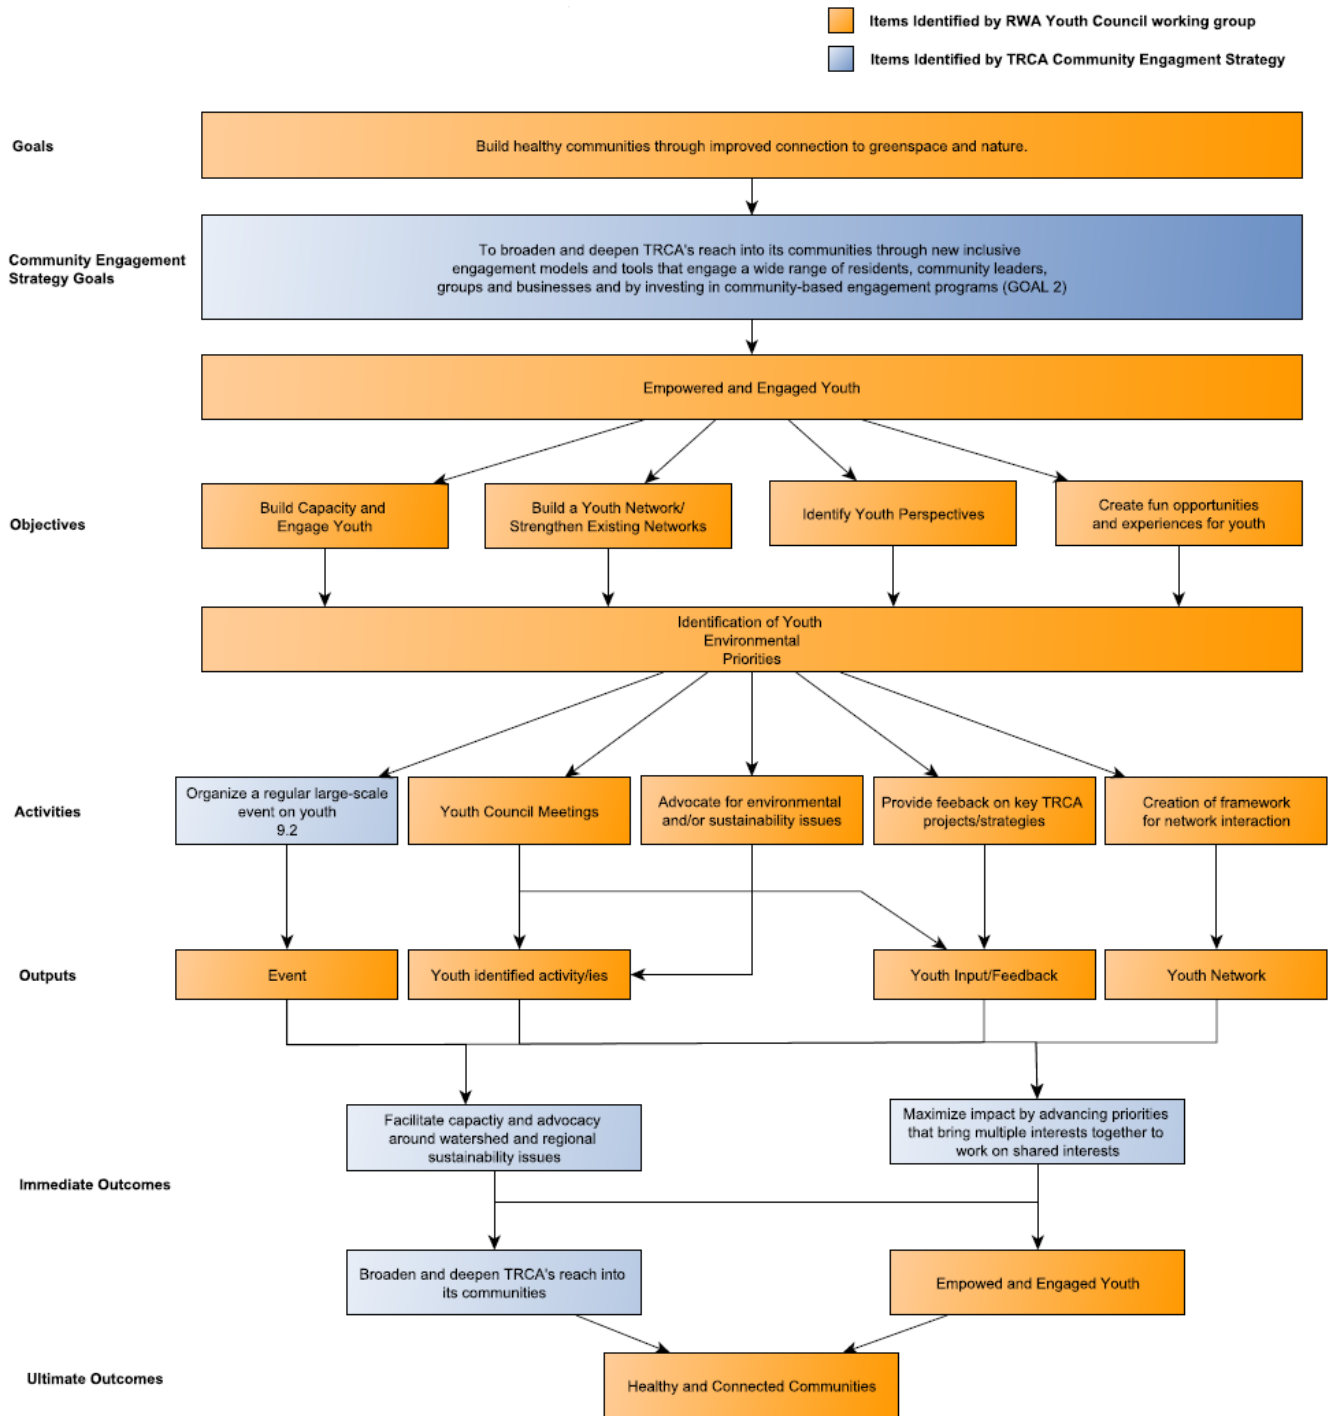 Items Identified by RWA Youth Council working group
Items Identified by TRCA Community Engagment Strategy
Goals
Build healthy communities through improved connection to greenspace and nature.
Community Engagement
Strategy Goals
To broaden and deepen TRCA's reach into its communities through new inclusive
engagement models and tools that engage a wide range of residents, community leaders,
groups and businesses and by investing in community-based engagement programs (GOAL 2)
Empowered and Engaged Youth
Objectives
Build Capacity and
Engage Youth
Build a Youth Network/
Strengthen Existing Networks
Identify Youth Perspectives
Create fun opportunities
and experiences for youth
Identification of Youth
Environmental
Priorities
Activities
Organize a regular large-scale
event on youth
9.2
Youth Council Meetings
Advocate for environmental
and/or sustainability issues
Provide feeback on key TRCA
projects/strategies
Creation of framework
for network interaction
Outputs
Event
Youth identified activity/ies
Youth Input/Feedback
Youth Network
Facilitate capactiy and advocacy
around watershed and regional
sustainability issues
Maximize impact by advancing priorities
that bring multiple interests together to
work on shared interests
Immediate Outcomes
Broaden and deepen TRCA's reach into
its communities
Empowed and Engaged Youth
Ultimate Outcomes
Healthy and Connected Communities